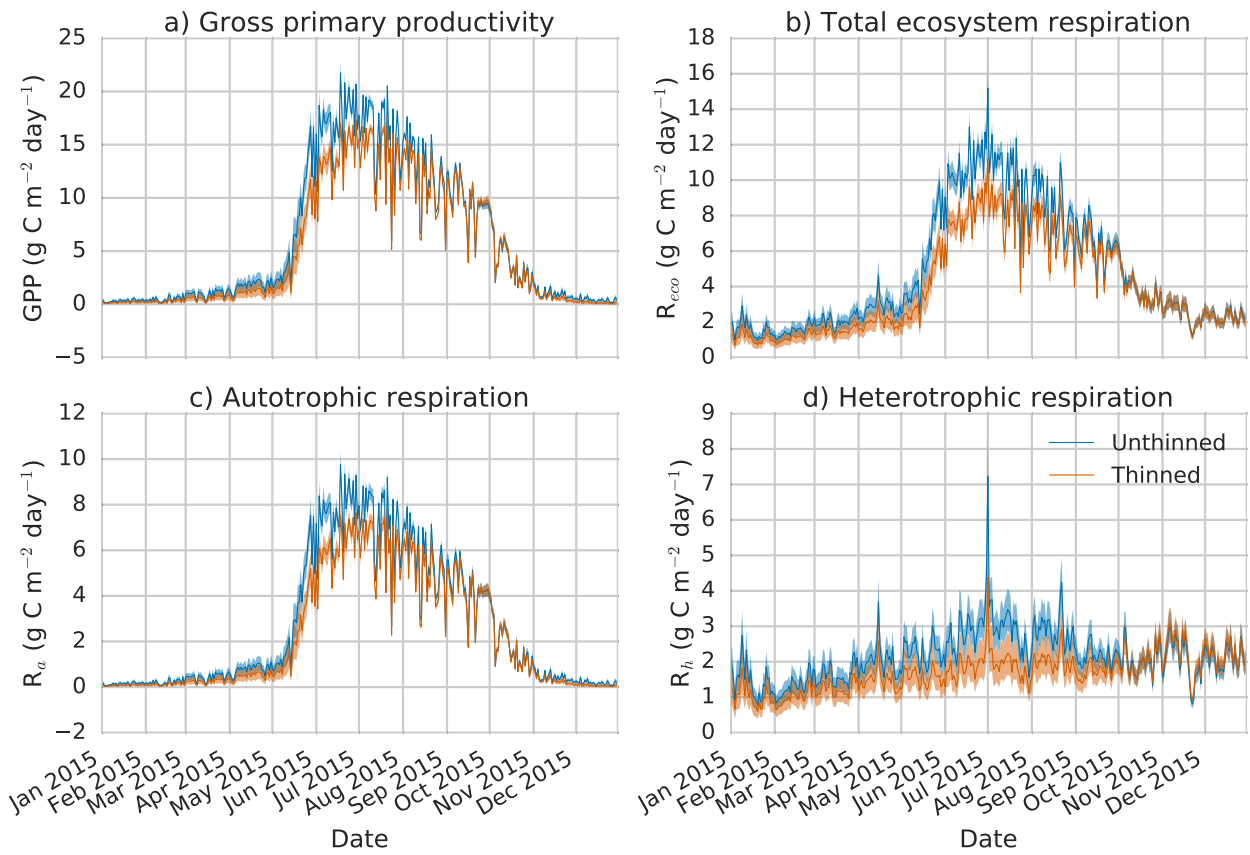 a) Gross primary productivity
GPP (g C m⁻² day⁻¹)
25
20
15
10
5
0
−5
b) Total ecosystem respiration
R_eco (g C m⁻² day⁻¹)
18
16
14
12
10
8
6
4
2
0
c) Autotrophic respiration
R_a (g C m⁻² day⁻¹)
12
10
8
6
4
2
0
−2
Jan 2015
Feb 2015
Mar 2015
Apr 2015
May 2015
Jun 2015
Jul 2015
Aug 2015
Sep 2015
Oct 2015
Nov 2015
Dec 2015
Date
d) Heterotrophic respiration
R_h (g C m⁻² day⁻¹)
9
8
7
6
5
4
3
2
1
0
Unthinned
Thinned
Jan 2015
Feb 2015
Mar 2015
Apr 2015
May 2015
Jun 2015
Jul 2015
Aug 2015
Sep 2015
Oct 2015
Nov 2015
Dec 2015
Date